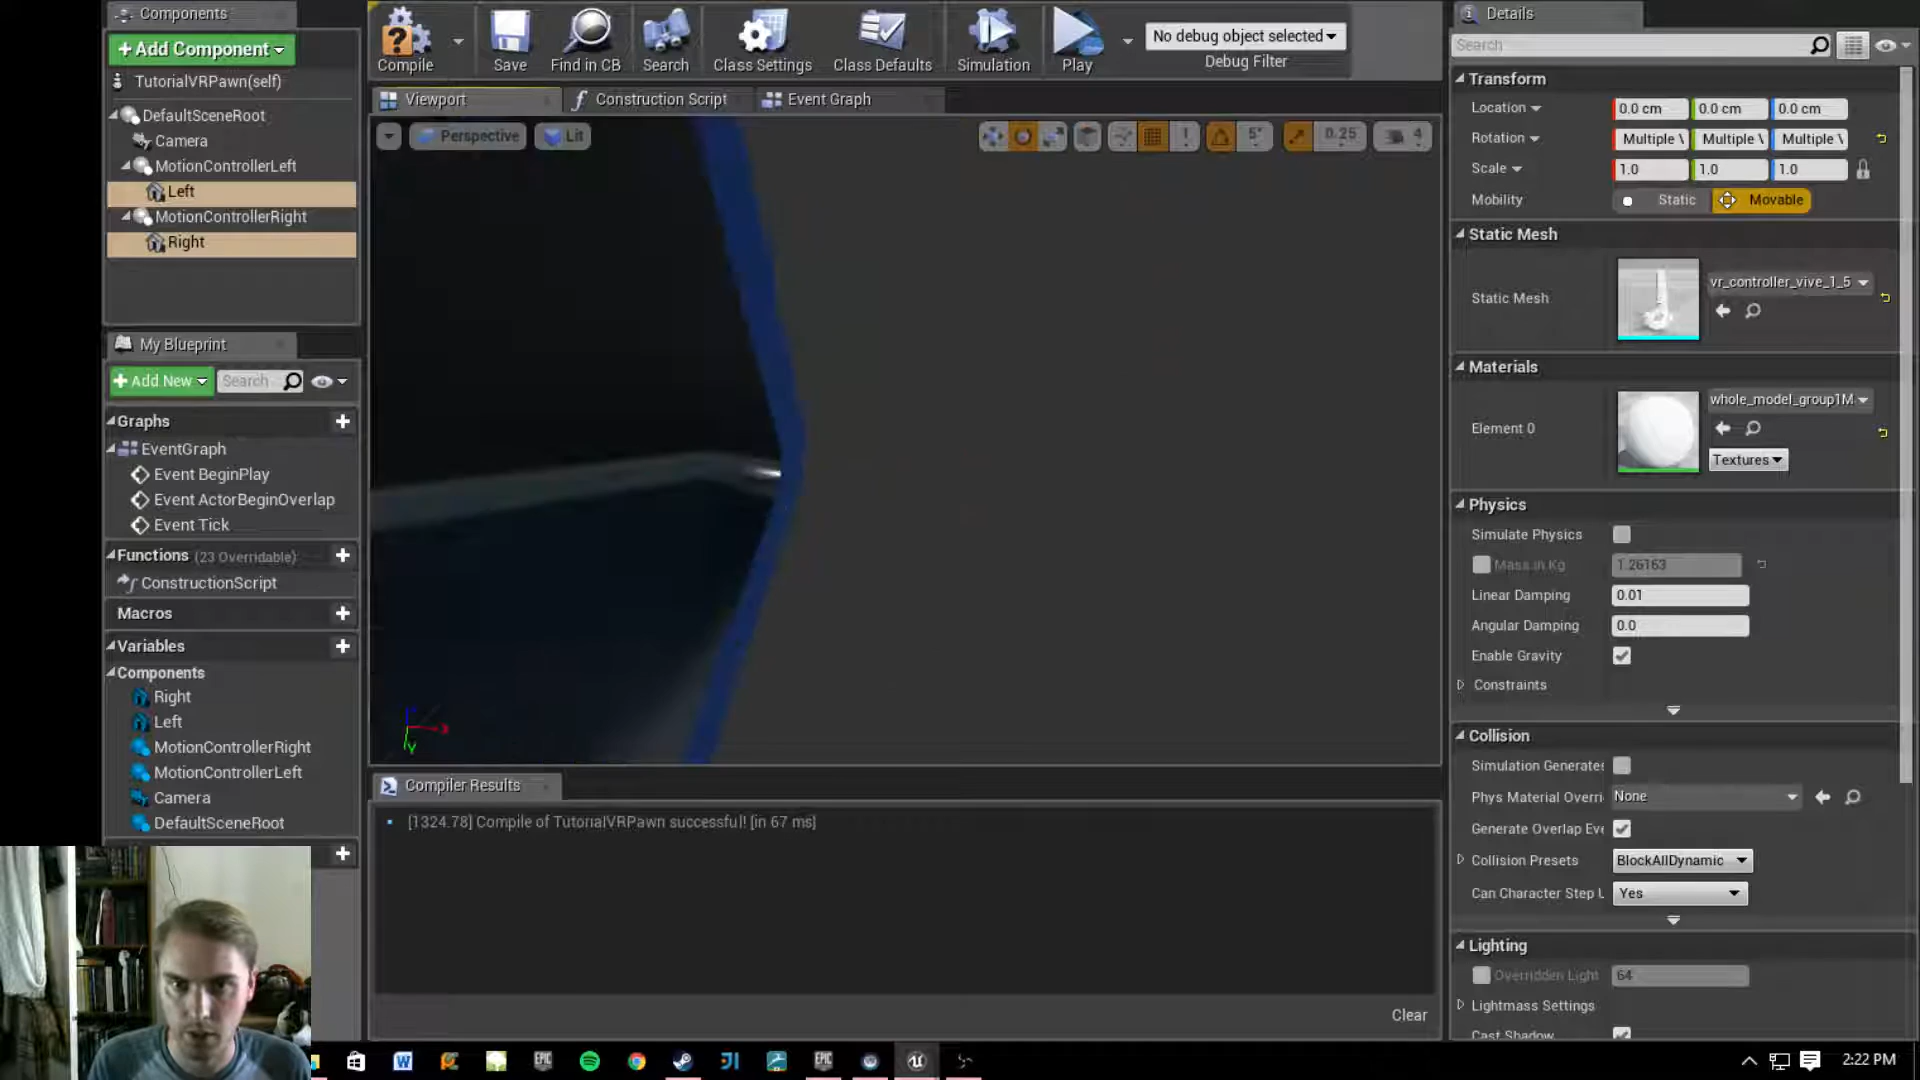 Components
Add Component
TutorialVRPawn(self)
DefaultSceneRoot
Camera
MotionControllerLeft
Left
MotionControllerRight
Right
My Blueprint
Add New
Search
Graphs
EventGraph
Event BeginPlay
Event ActorBeginOverlap
Event Tick
Functions (23 Overridable)
ConstructionScript
Macros
Variables
Components
Right
Left
MotionControllerRight
MotionControllerLeft
Camera
DefaultSceneRoot
Compile
Save
Find in CB
Search
Class Settings
Class Defaults
Simulation
Play
No debug object selected
Debug Filter
Viewport
Construction Script
Event Graph
Perspective
Lit
5°
0.25
4
Compiler Results
[1324.78] Compile of TutorialVRPawn successful! [in 67 ms]
Clear
Details
Search
Transform
Location 0.0 cm 0.0 cm 0.0 cm
Rotation Multiple V Multiple V Multiple V
Scale 1.0 1.0 1.0
Mobility Static Movable
Static Mesh
Static Mesh vr_controller_vive_1_5
Materials
Element 0 whole_model_group1M
Textures
Physics
Simulate Physics
Mass in Kg 1.26163
Linear Damping 0.01
Angular Damping 0.0
Enable Gravity
Constraints
Collision
Simulation Generates
Phys Material Overri None
Generate Overlap Eve
Collision Presets BlockAllDynamic
Can Character Step U Yes
Lighting
Overridden Light 64
Lightmass Settings
Cast Shadow
2:22 PM